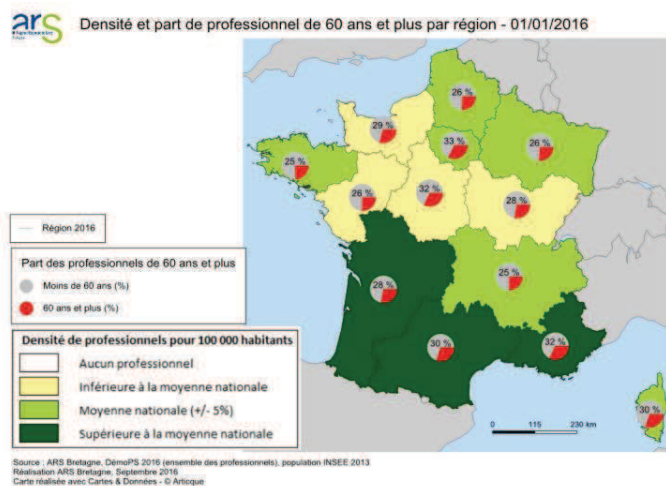 ars
Densité et part de professionnel de 60 ans et plus par région - 01/01/2016
26 %
29 %
33 %
26 %
25 %
26 %
32 %
28 %
Région 2016
Part des professionnels de 60 ans et plus
Moins de 60 ans (%)
60 ans et plus (%)
25 %
28 %
30 %
32 %
30 %
Densité de professionnels pour 100 000 habitants
Aucun professionnel
Inférieure à la moyenne nationale
Moyenne nationale (+/- 5%)
Supérieure à la moyenne nationale
0 115 230 km
Source : ARS Bretagne, DémoPS 2016 (ensemble des professionnels), population INSEE 2013
Réalisation ARS Bretagne, Septembre 2016
Carte réalisée avec Cartes & Données - © Articque